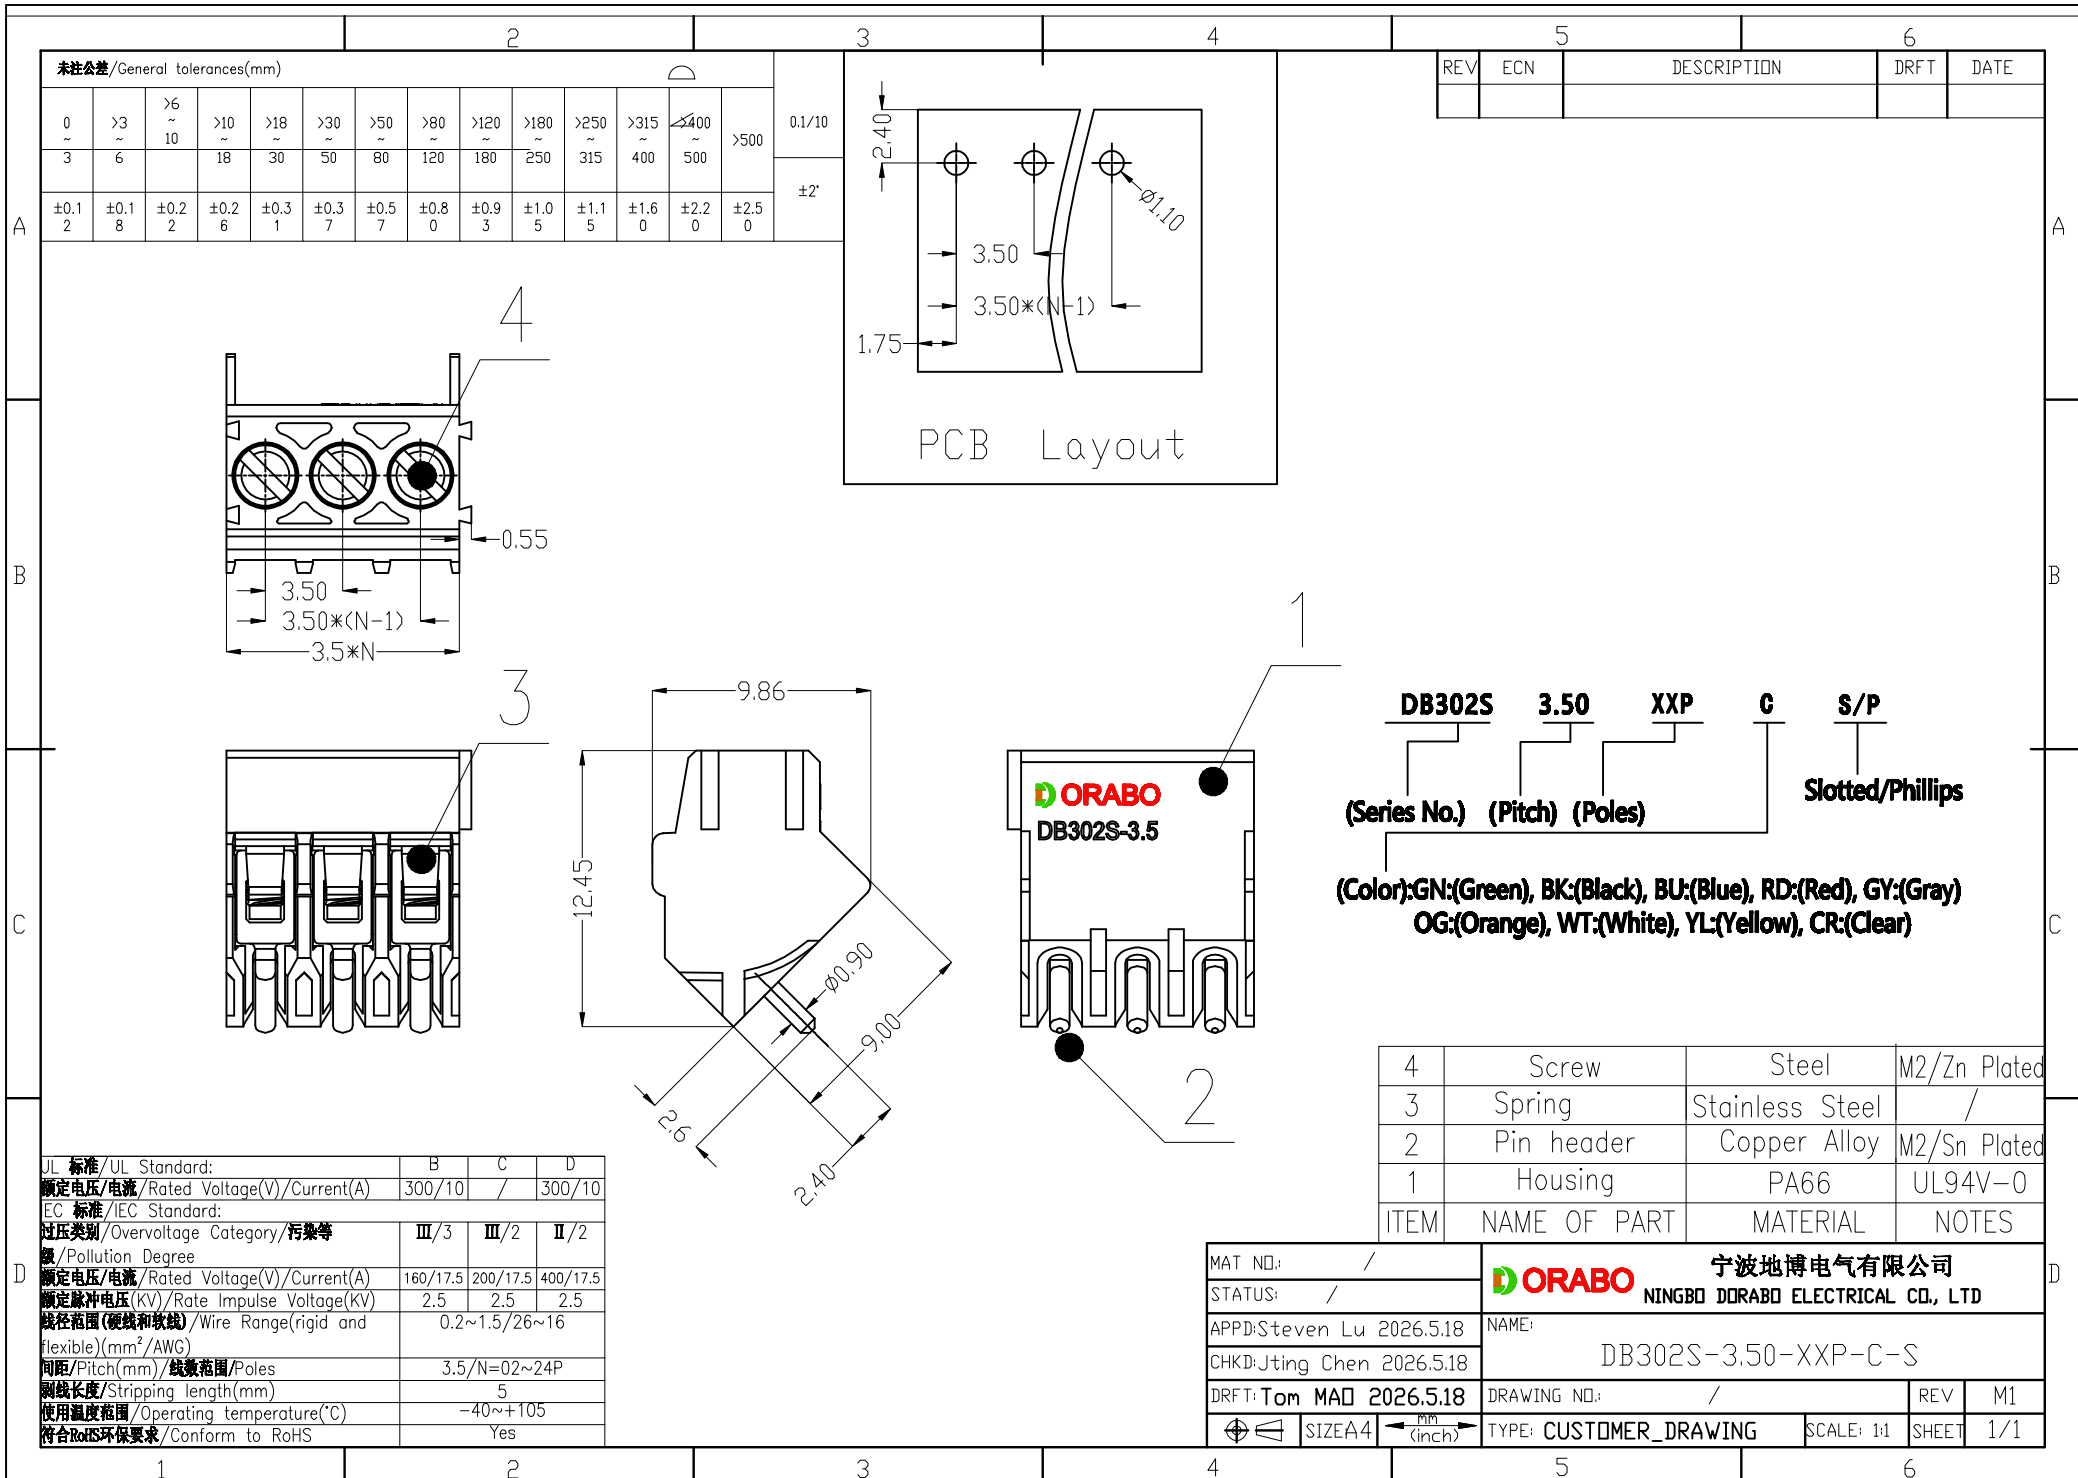 2 3 4 5 6
未注公差/General tolerances(mm)
0 ~ 3 >3 ~ 6 >6 ~ 10 >10 ~ 18 >18 ~ 30 >30 ~ 50 >50 ~ 80 >80 ~ 120 >120 ~ 180 >180 ~ 250 >250 ~ 315 >315 ~ 400 >400 ~ 500 >500 0.1/10
±0.12 ±0.18 ±0.22 ±0.26 ±0.31 ±0.37 ±0.57 ±0.80 ±0.93 ±1.05 ±1.15 ±1.60 ±2.20 ±2.50 ±2°
REV ECN DESCRIPTION DRFT DATE
A A
2.40
ø1.10
3.50
3.50*(N-1)
1.75
PCB Layout
4
0.55
3.50
3.50*(N-1)
3.5*N
B B
3
9.86
12.45
ø0.90
9.00
2.6
2.40
1
DORABO
DB302S-3.5
2
DB302S 3.50 XXP C S/P
Slotted/Phillips
(Series No.) (Pitch) (Poles)
(Color):GN:(Green), BK:(Black), BU:(Blue), RD:(Red), GY:(Gray)
OG:(Orange), WT:(White), YL:(Yellow), CR:(Clear)
C C
4 Screw Steel M2/Zn Plated
3 Spring Stainless Steel /
2 Pin header Copper Alloy M2/Sn Plated
1 Housing PA66 UL94V-0
ITEM NAME OF PART MATERIAL NOTES
D D
UL 标准/UL Standard: B C D
额定电压/电流/Rated Voltage(V)/Current(A) 300/10 / 300/10
IEC 标准/IEC Standard:
过压类别/Overvoltage Category/污染等
级/Pollution Degree Ⅲ/3 Ⅲ/2 Ⅱ/2
额定电压/电流/Rated Voltage(V)/Current(A) 160/17.5 200/17.5 400/17.5
额定脉冲电压(KV)/Rate Impulse Voltage(KV) 2.5 2.5 2.5
线径范围(硬线和软线)/Wire Range(rigid and
flexible)(mm²/AWG) 0.2~1.5/26~16
间距/Pitch(mm)/线数范围/Poles 3.5/N=02~24P
剥线长度/Stripping length(mm) 5
使用温度范围/Operating temperature(°C) -40~+105
符合RoHS环保要求/Conform to RoHS Yes
MAT NO.: /
STATUS: /
APPD:Steven Lu 2026.5.18
CHKD:Jting Chen 2026.5.18
DRFT:Tom MAO 2026.5.18
SIZE:A4 mm (inch)
DORABO 宁波地博电气有限公司
NINGBO DORABO ELECTRICAL CO., LTD
NAME:
DB302S-3.50-XXP-C-S
DRAWING NO.: / REV M1
TYPE: CUSTOMER_DRAWING SCALE: 1:1 SHEET 1/1
1 2 3 4 5 6